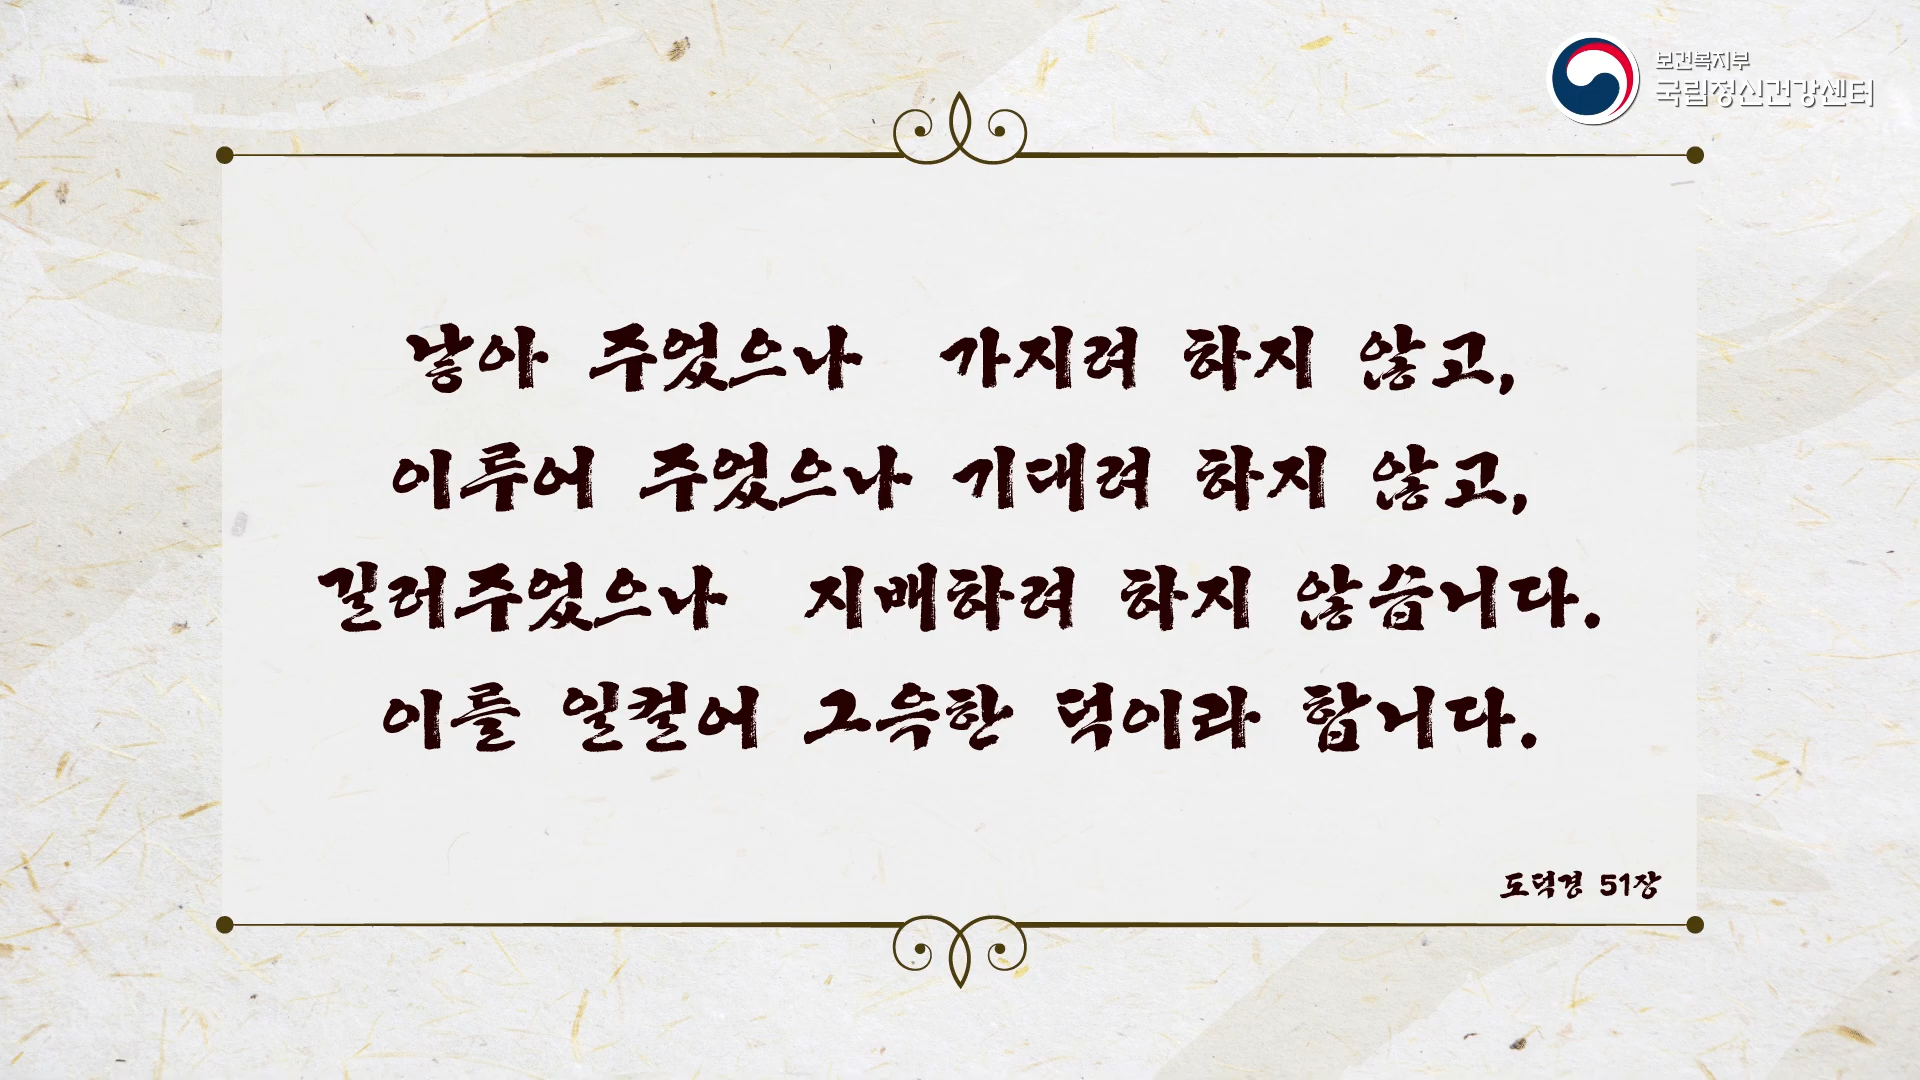 보건복지부
국립정신건강센터
낳아 주었으나 가지려 하지 않고,
이루어 주었으나 기대려 하지 않고,
길러주었으나 지배하려 하지 않습니다.
이를 일컬어 그윽한 덕이라 합니다.
도덕경 51장